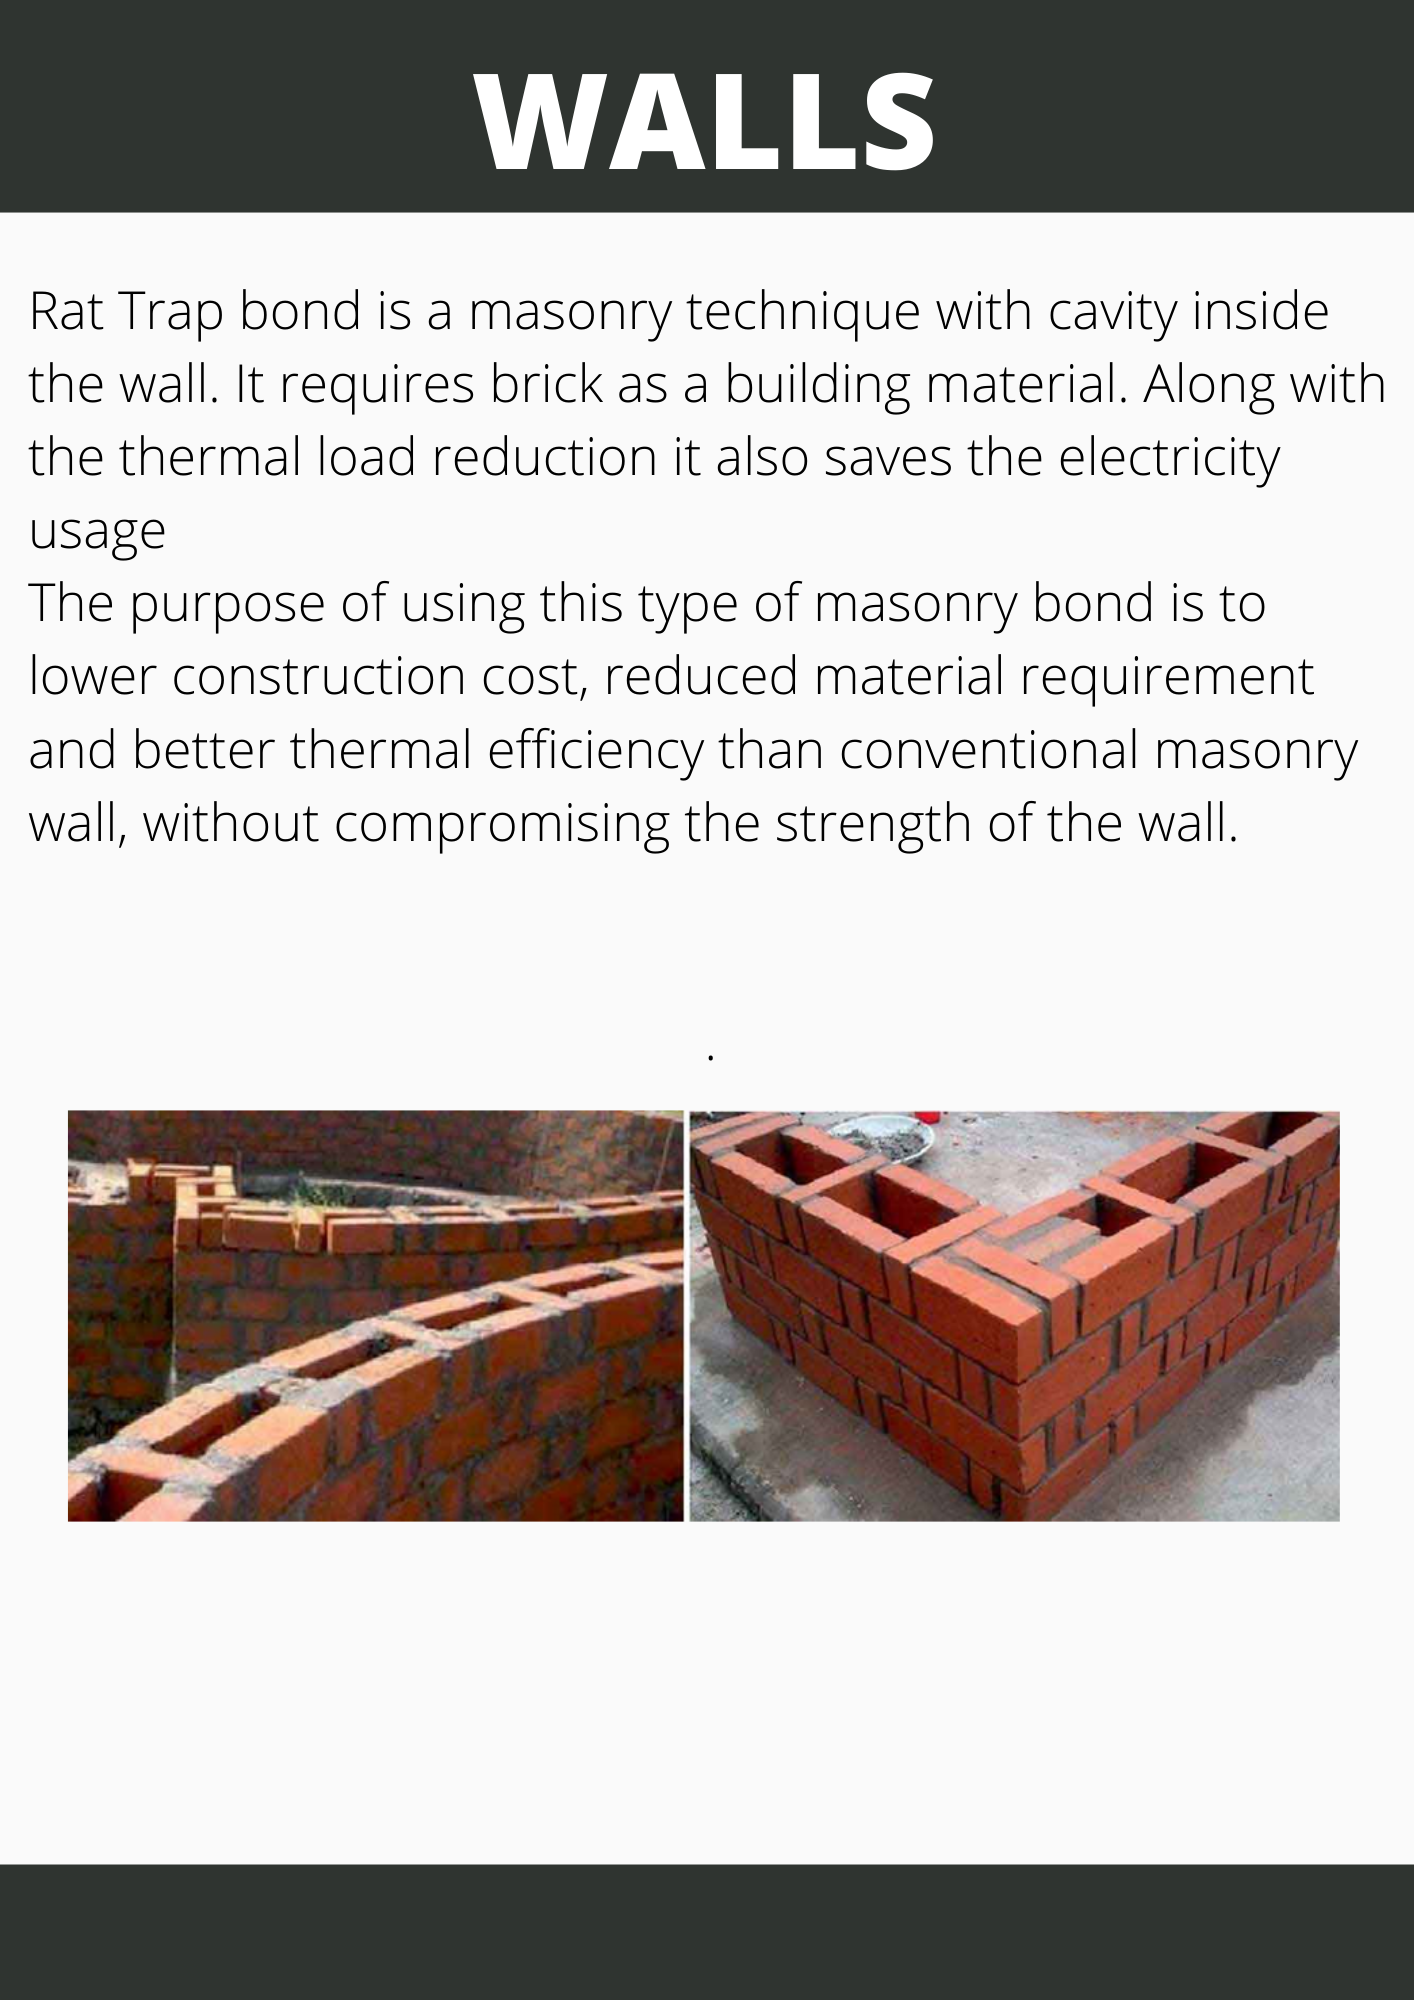 WALLS
Rat Trap bond is a masonry technique with cavity inside
the wall. It requires brick as a building material. Along with
the thermal load reduction it also saves the electricity
usage
The purpose of using this type of masonry bond is to
lower construction cost, reduced material requirement
and better thermal efficiency than conventional masonry
wall, without compromising the strength of the wall.
.